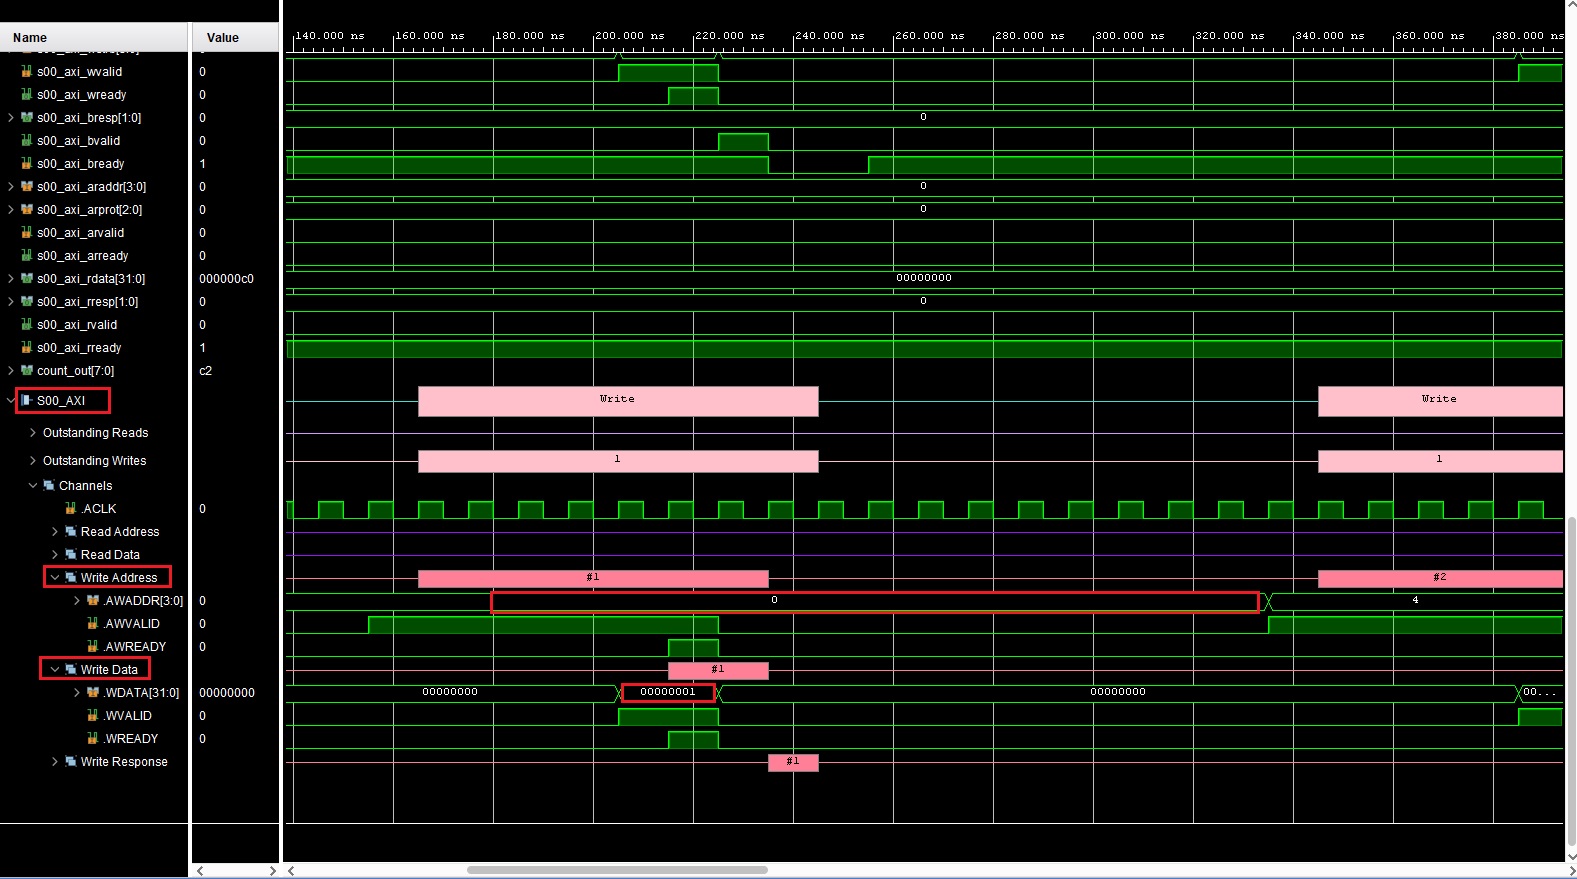 Name Value
140.000 ns 160.000 ns 180.000 ns 200.000 ns 220.000 ns 240.000 ns 260.000 ns 280.000 ns 300.000 ns 320.000 ns 340.000 ns 360.000 ns 380.000 ns
s00_axi_wvalid 0
s00_axi_wready 0
s00_axi_bresp[1:0] 0 0
s00_axi_bvalid 0
s00_axi_bready 1
s00_axi_araddr[3:0] 0 0
s00_axi_arprot[2:0] 0 0
s00_axi_arvalid 0
s00_axi_arready 0
s00_axi_rdata[31:0] 000000c0 00000000
s00_axi_rresp[1:0] 0 0
s00_axi_rvalid 0
s00_axi_rready 1
count_out[7:0] c2
S00_AXI Write Write
Outstanding Reads
Outstanding Writes 1 1
Channels
.ACLK 0
Read Address
Read Data
Write Address #1 #2
.AWADDR[3:0] 0 0 4
.AWVALID 0
.AWREADY 0
Write Data #1
.WDATA[31:0] 00000000 00000000 00000001 00000000 00...
.WVALID 0
.WREADY 0
Write Response #1